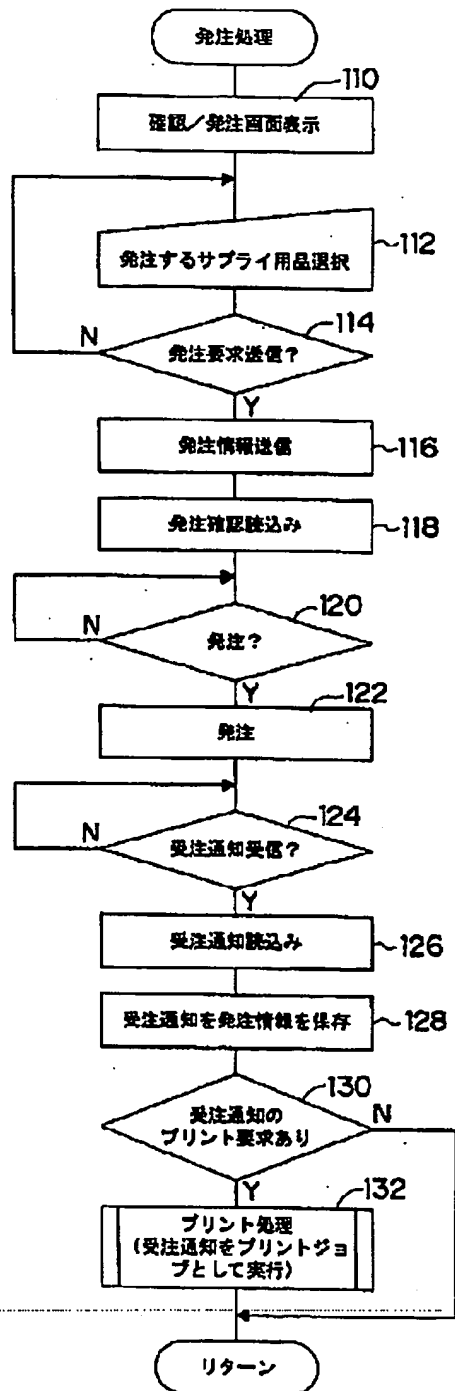 発注処理
110
確認/発注画面表示
発注するサプライ用品選択
112
114
N
発注要求送信?
Y
発注情報送信
116
発注確認読込み
118
120
N
発注?
Y
122
発注
124
N
受注通知受信?
Y
受注通知読込み
126
受注通知を発注情報を保存
128
130
受注通知の
プリント要求あり
N
Y
132
プリント処理
(受注通知をプリントジョ
ブとして実行)
リターン